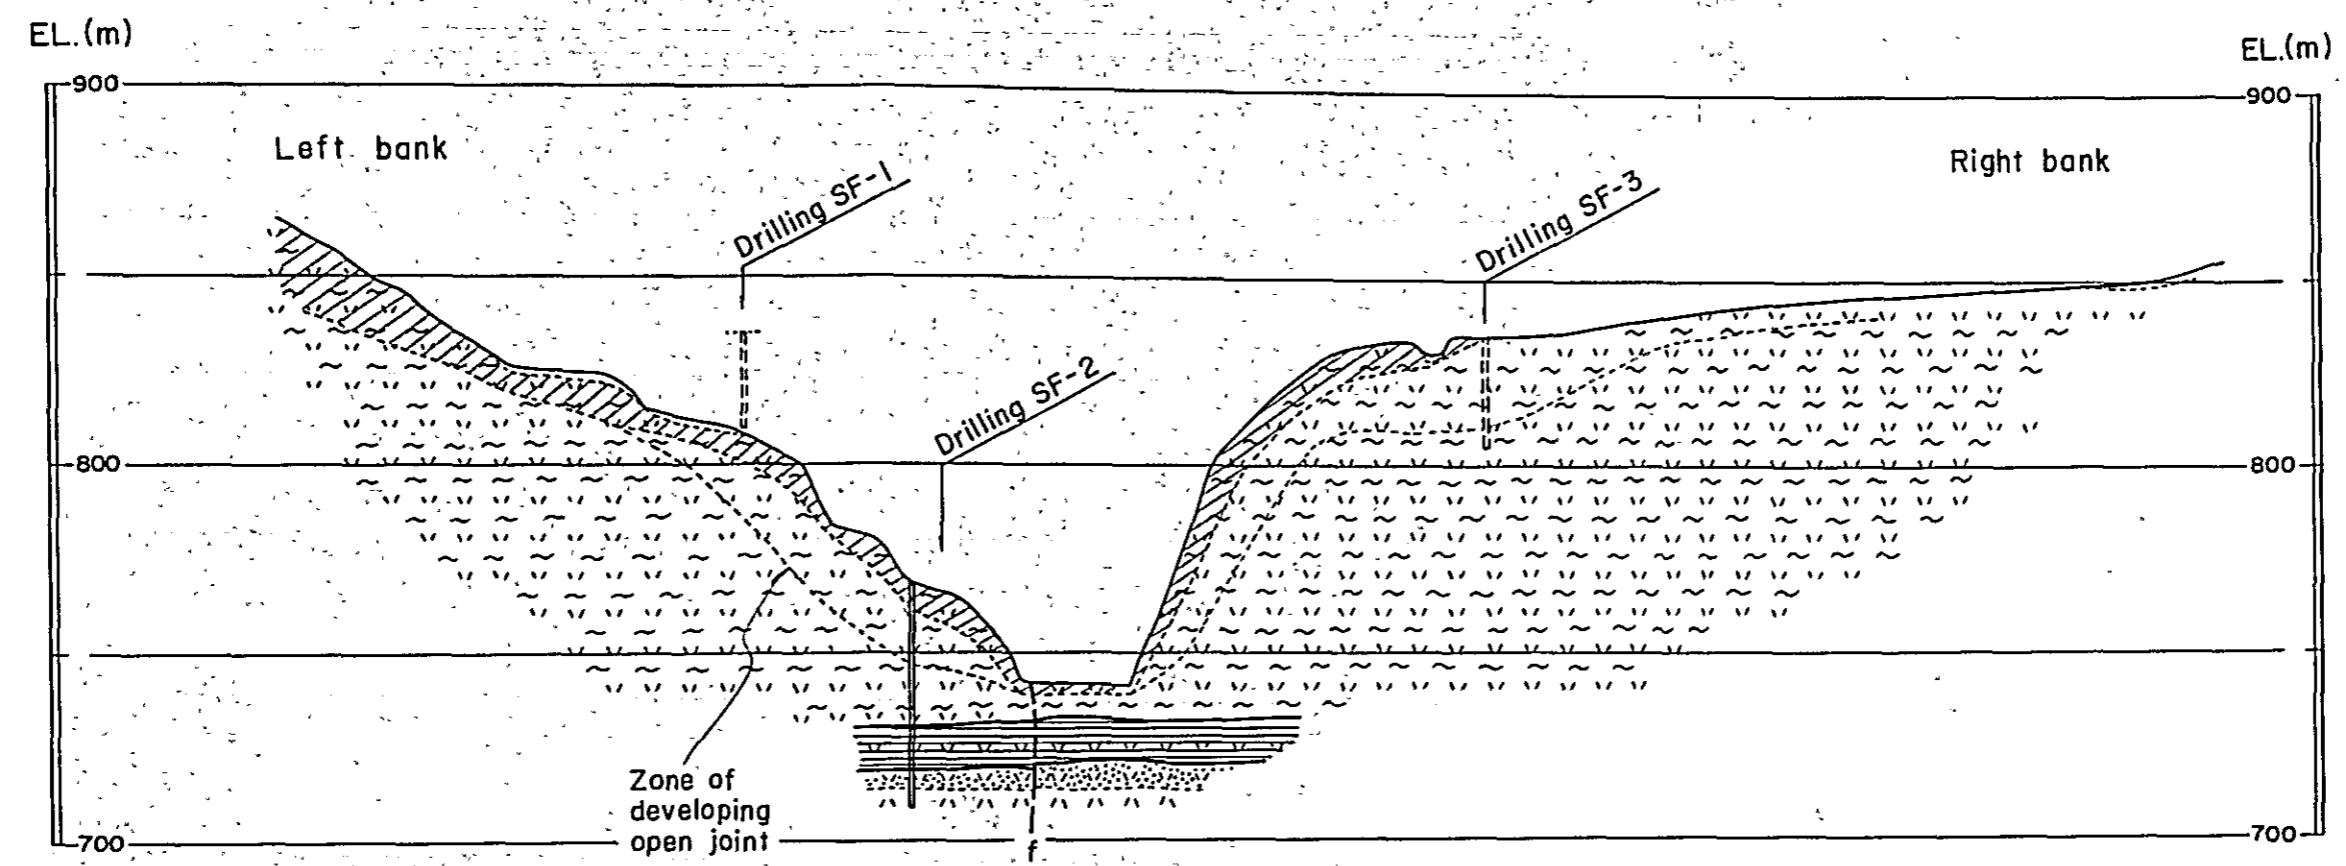 EL.(m)
EL.(m)
900
900
Left bank
Right bank
Drilling SF-1
Drilling SF-3
Drilling SF-2
800
800
Zone of
developing
open joint
700
700
f